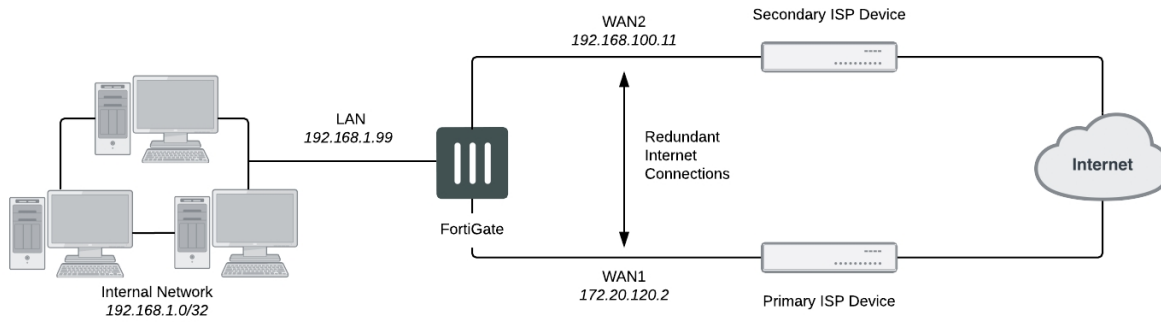 WAN2
192.168.100.11
Secondary ISP Device
LAN
192.168.1.99
Redundant
Internet
Connections
Internet
FortiGate
WAN1
172.20.120.2
Primary ISP Device
Internal Network
192.168.1.0/32